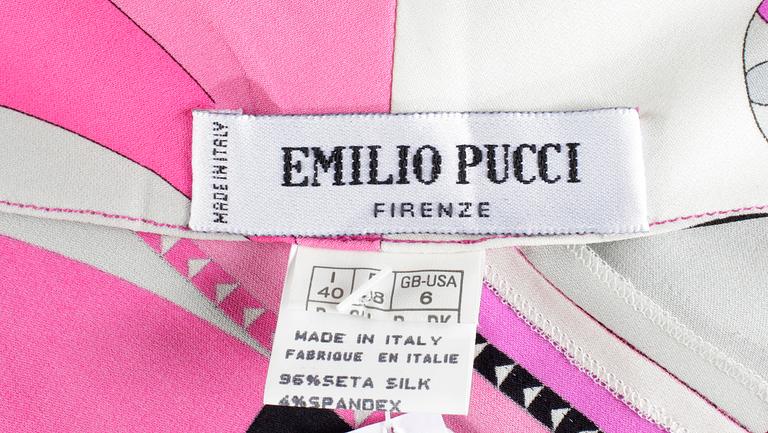 MADE IN ITALY
EMILIO PUCCI
FIRENZE
I F GB-USA
40 38 6
MADE IN ITALY
FABRIQUE EN ITALIE
96%SETA SILK
4%SPANDEX